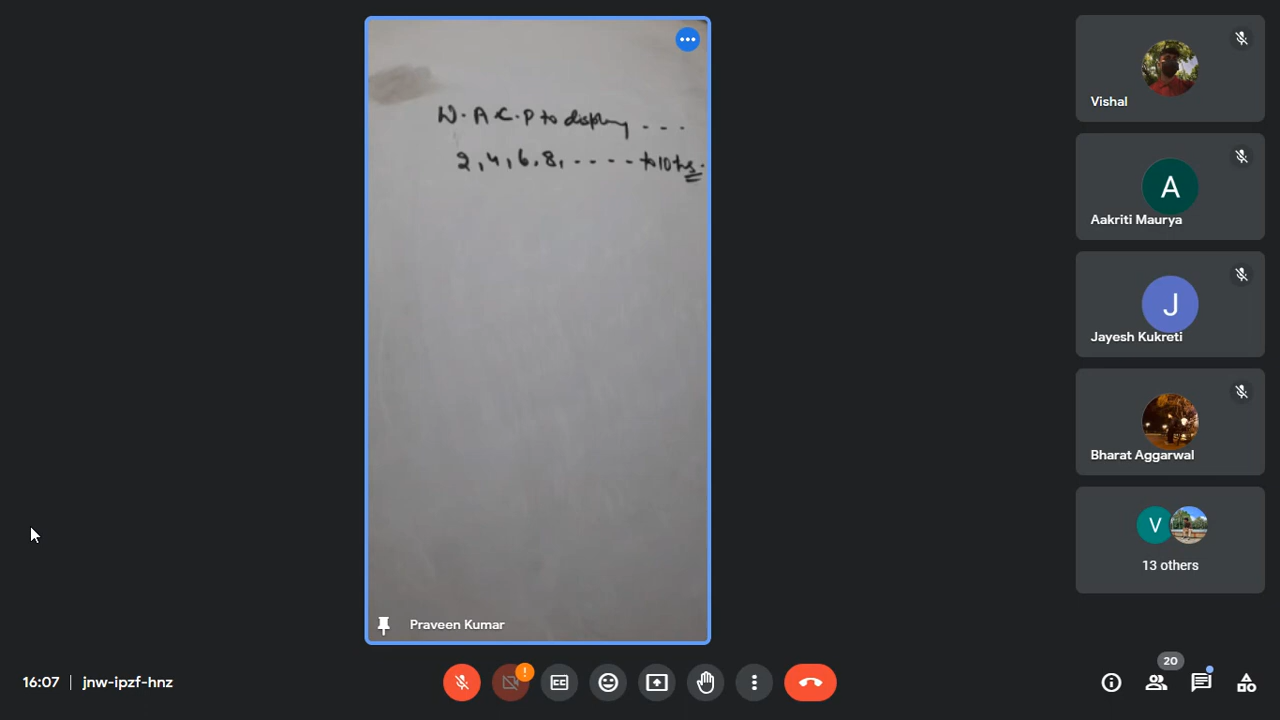 Vishal
W. A C. P to display ....
2, 4, 6, 8, - - - - to 10 ts.
A
Aakriti Maurya
J
Jayesh Kukreti
Bharat Aggarwal
V
13 others
Praveen Kumar
20
16:07 | jnw-ipzf-hnz